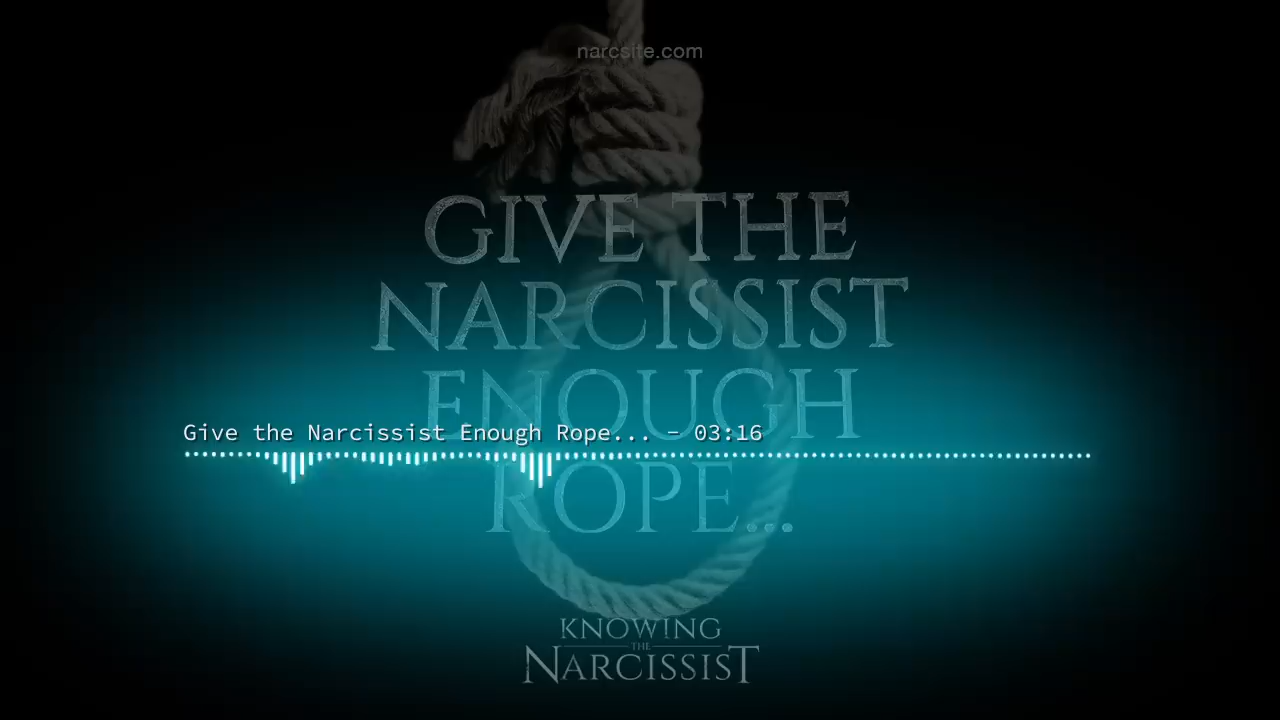 narcsite.com
GIVE THE
NARCISSIST
ENOUGH
Give the Narcissist Enough Rope... - 03:16
ROPE...
KNOWING
THE
NARCISSIST